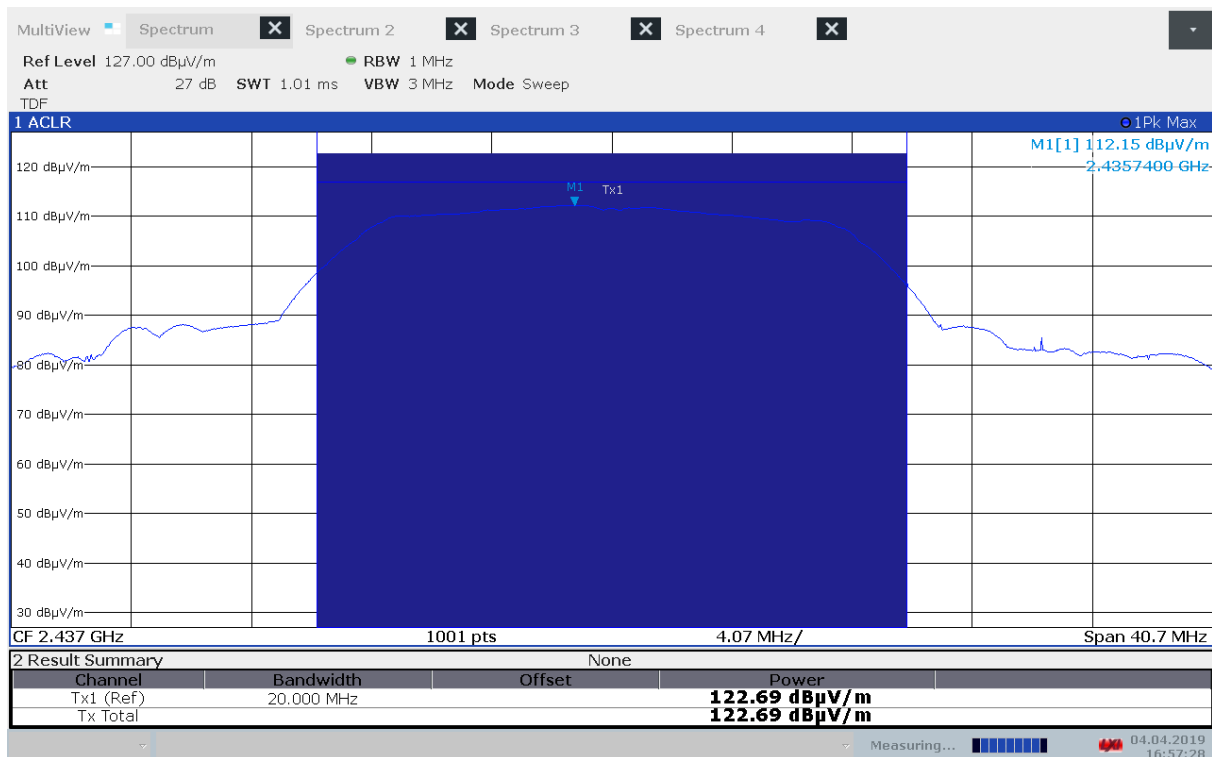 MultiView Spectrum X Spectrum 2 X Spectrum 3 X Spectrum 4 X
Ref Level 127.00 dBµV/m RBW 1 MHz
Att 27 dB SWT 1.01 ms VBW 3 MHz Mode Sweep
TDF
1 ACLR 1Pk Max
M1[1] 112.15 dBµV/m
2.4357400 GHz
120 dBµV/m
M1 Tx1
110 dBµV/m
100 dBµV/m
90 dBµV/m
80 dBµV/m
70 dBµV/m
60 dBµV/m
50 dBµV/m
40 dBµV/m
30 dBµV/m
CF 2.437 GHz 1001 pts 4.07 MHz/ Span 40.7 MHz
2 Result Summary None
Channel Bandwidth Offset Power
Tx1 (Ref) 20.000 MHz 122.69 dBµV/m
Tx Total 122.69 dBµV/m
Measuring... 04.04.2019
16:57:28